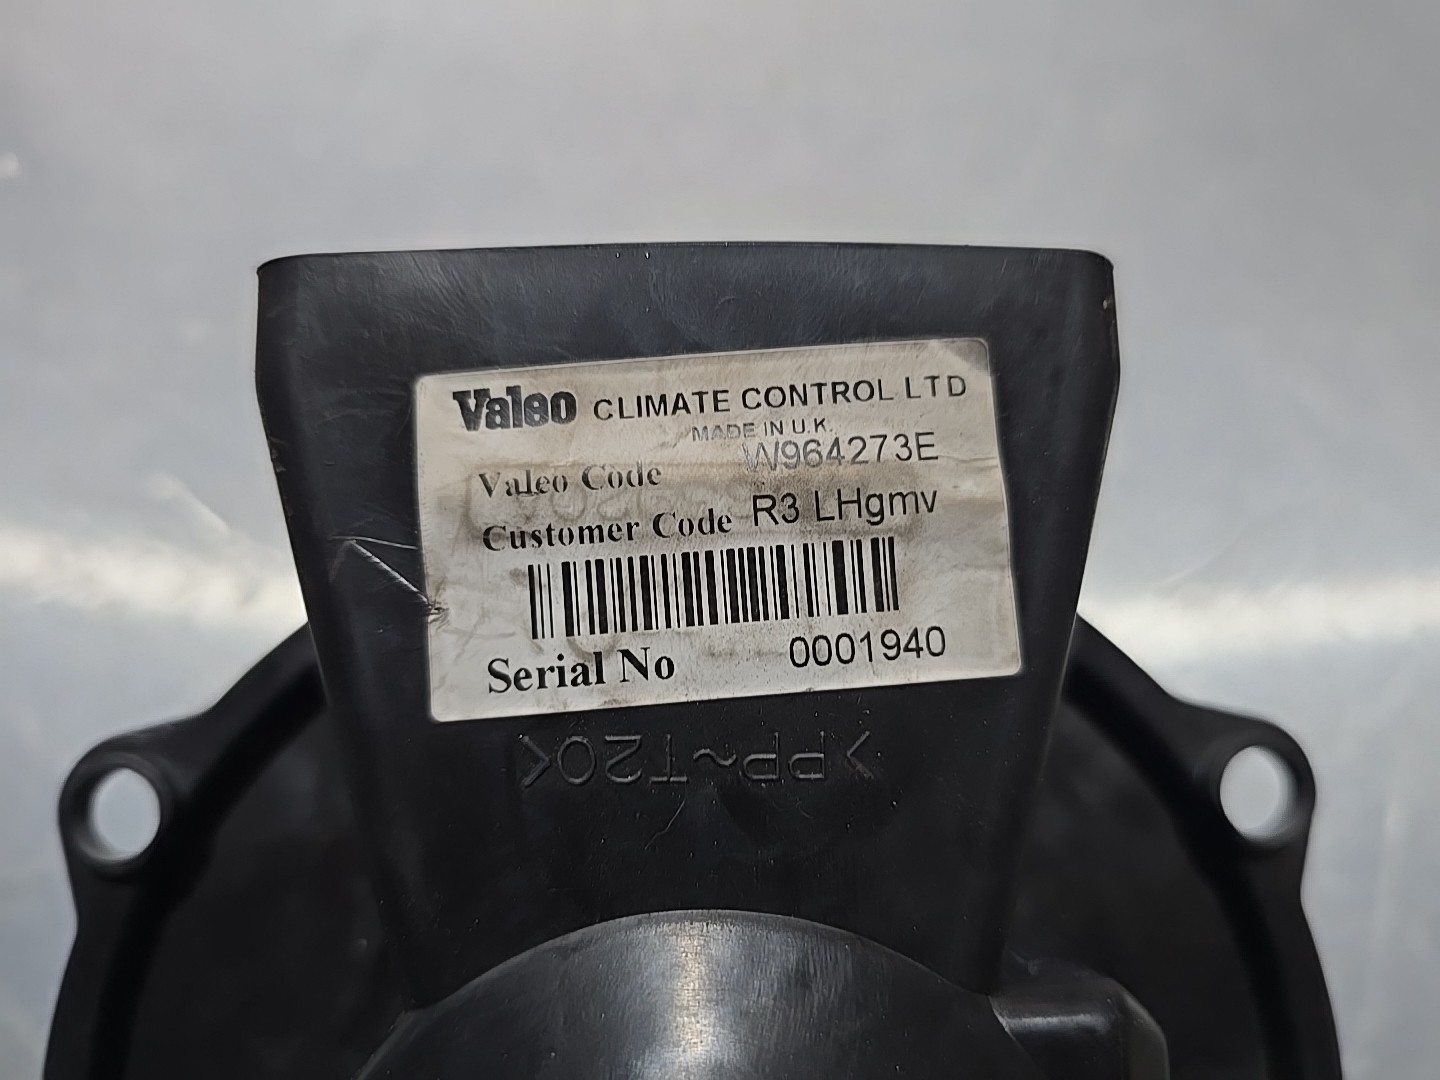 Valeo CLIMATE CONTROL LTD
MADE IN U.K.
Valeo Code W964273E
Customer Code R3 LHgmv
Serial No 0001940
>PP~T20<